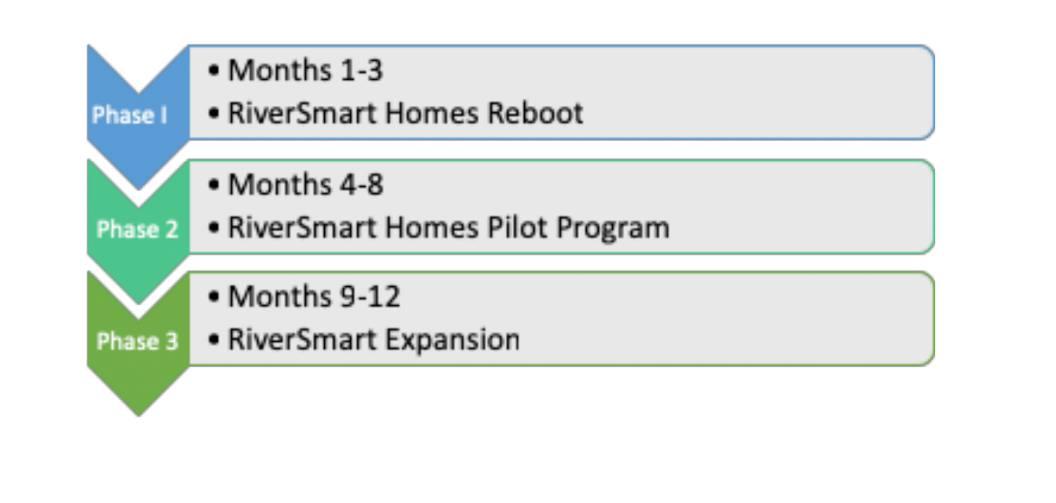 Phase I
• Months 1-3
• RiverSmart Homes Reboot
Phase 2
• Months 4-8
• RiverSmart Homes Pilot Program
Phase 3
• Months 9-12
• RiverSmart Expansion